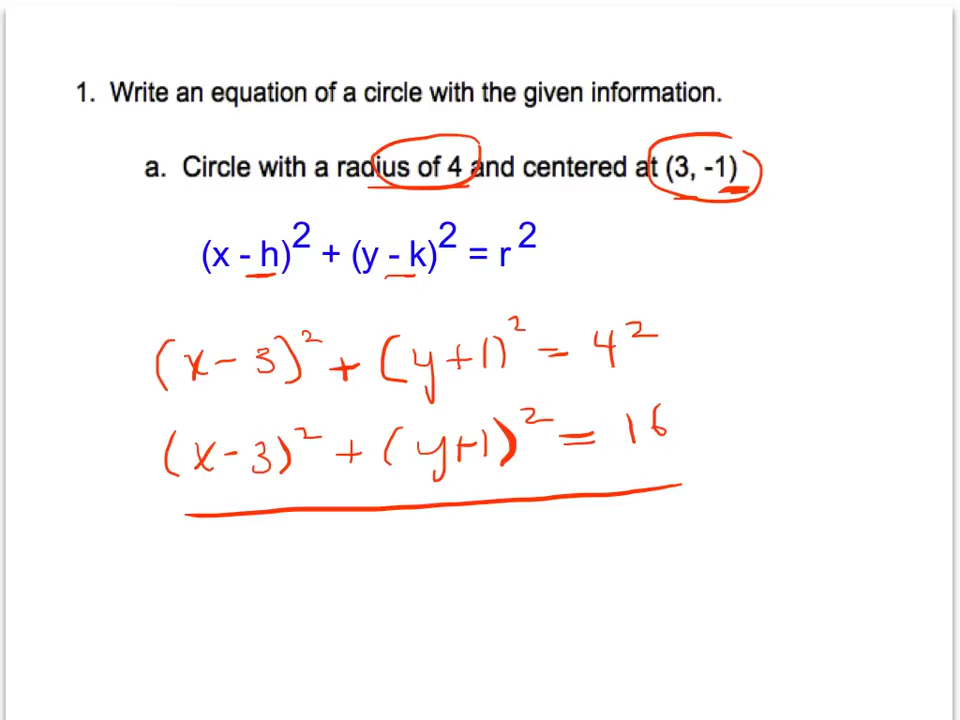 1. Write an equation of a circle with the given information.
a. Circle with a radius of 4 and centered at (3, -1)
(x - h)² + (y - k)² = r²
(x - 3)² + (y + 1)² = 4²
(x - 3)² + (y + 1)² = 16